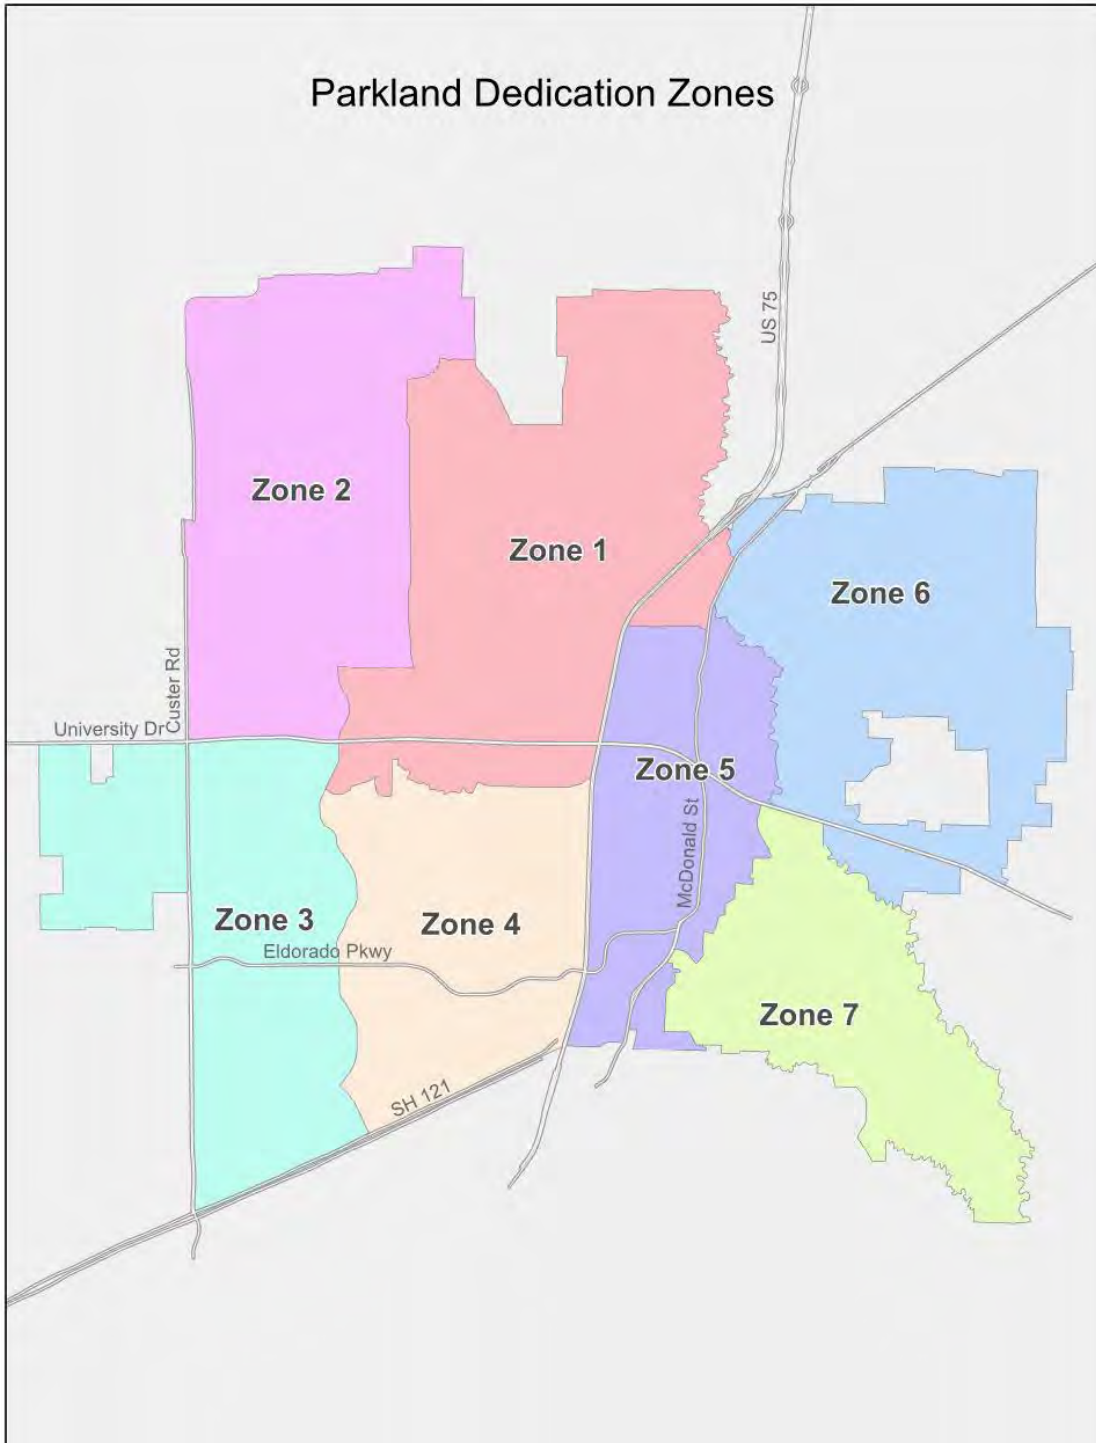 Parkland Dedication Zones
US 75
Zone 2
Zone 1
Zone 6
Custer Rd
University Dr
Zone 5
McDonald St
Zone 3
Zone 4
Eldorado Pkwy
Zone 7
SH 121